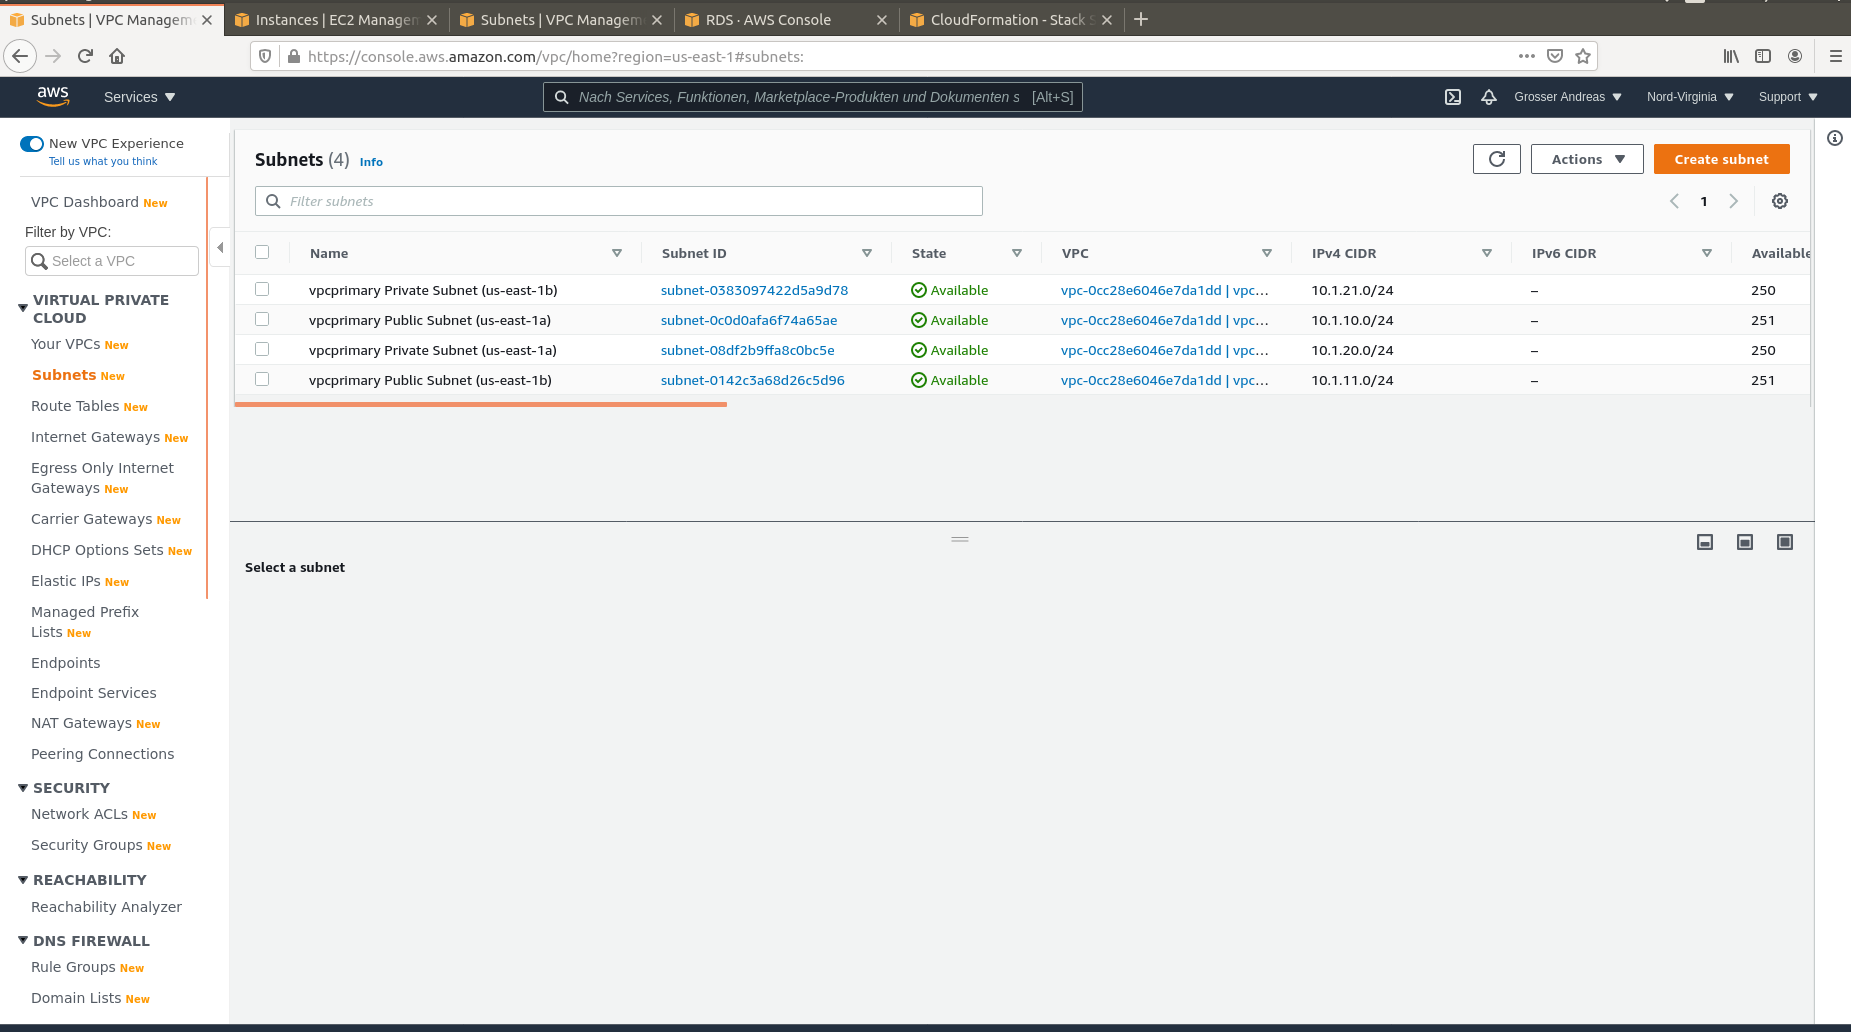 Subnets | VPC Managem
Instances | EC2 Managem
Subnets | VPC Managem
RDS · AWS Console
CloudFormation - Stack S
https://console.aws.amazon.com/vpc/home?region=us-east-1#subnets:
aws
Services
Nach Services, Funktionen, Marketplace-Produkten und Dokumenten s [Alt+S]
Grosser Andreas
Nord-Virginia
Support
New VPC Experience
Tell us what you think
VPC Dashboard New
Filter by VPC:
Select a VPC
VIRTUAL PRIVATE
CLOUD
Your VPCs New
Subnets New
Route Tables New
Internet Gateways New
Egress Only Internet
Gateways New
Carrier Gateways New
DHCP Options Sets New
Elastic IPs New
Managed Prefix
Lists New
Endpoints
Endpoint Services
NAT Gateways New
Peering Connections
SECURITY
Network ACLs New
Security Groups New
REACHABILITY
Reachability Analyzer
DNS FIREWALL
Rule Groups New
Domain Lists New
Subnets (4) Info
Actions
Create subnet
Filter subnets
1
Name Subnet ID State VPC IPv4 CIDR IPv6 CIDR Available
vpcprimary Private Subnet (us-east-1b) subnet-0383097422d5a9d78 Available vpc-0cc28e6046e7da1dd | vpc... 10.1.21.0/24 – 250
vpcprimary Public Subnet (us-east-1a) subnet-0c0d0afa6f74a65ae Available vpc-0cc28e6046e7da1dd | vpc... 10.1.10.0/24 – 251
vpcprimary Private Subnet (us-east-1a) subnet-08df2b9ffa8c0bc5e Available vpc-0cc28e6046e7da1dd | vpc... 10.1.20.0/24 – 250
vpcprimary Public Subnet (us-east-1b) subnet-0142c3a68d26c5d96 Available vpc-0cc28e6046e7da1dd | vpc... 10.1.11.0/24 – 251
Select a subnet